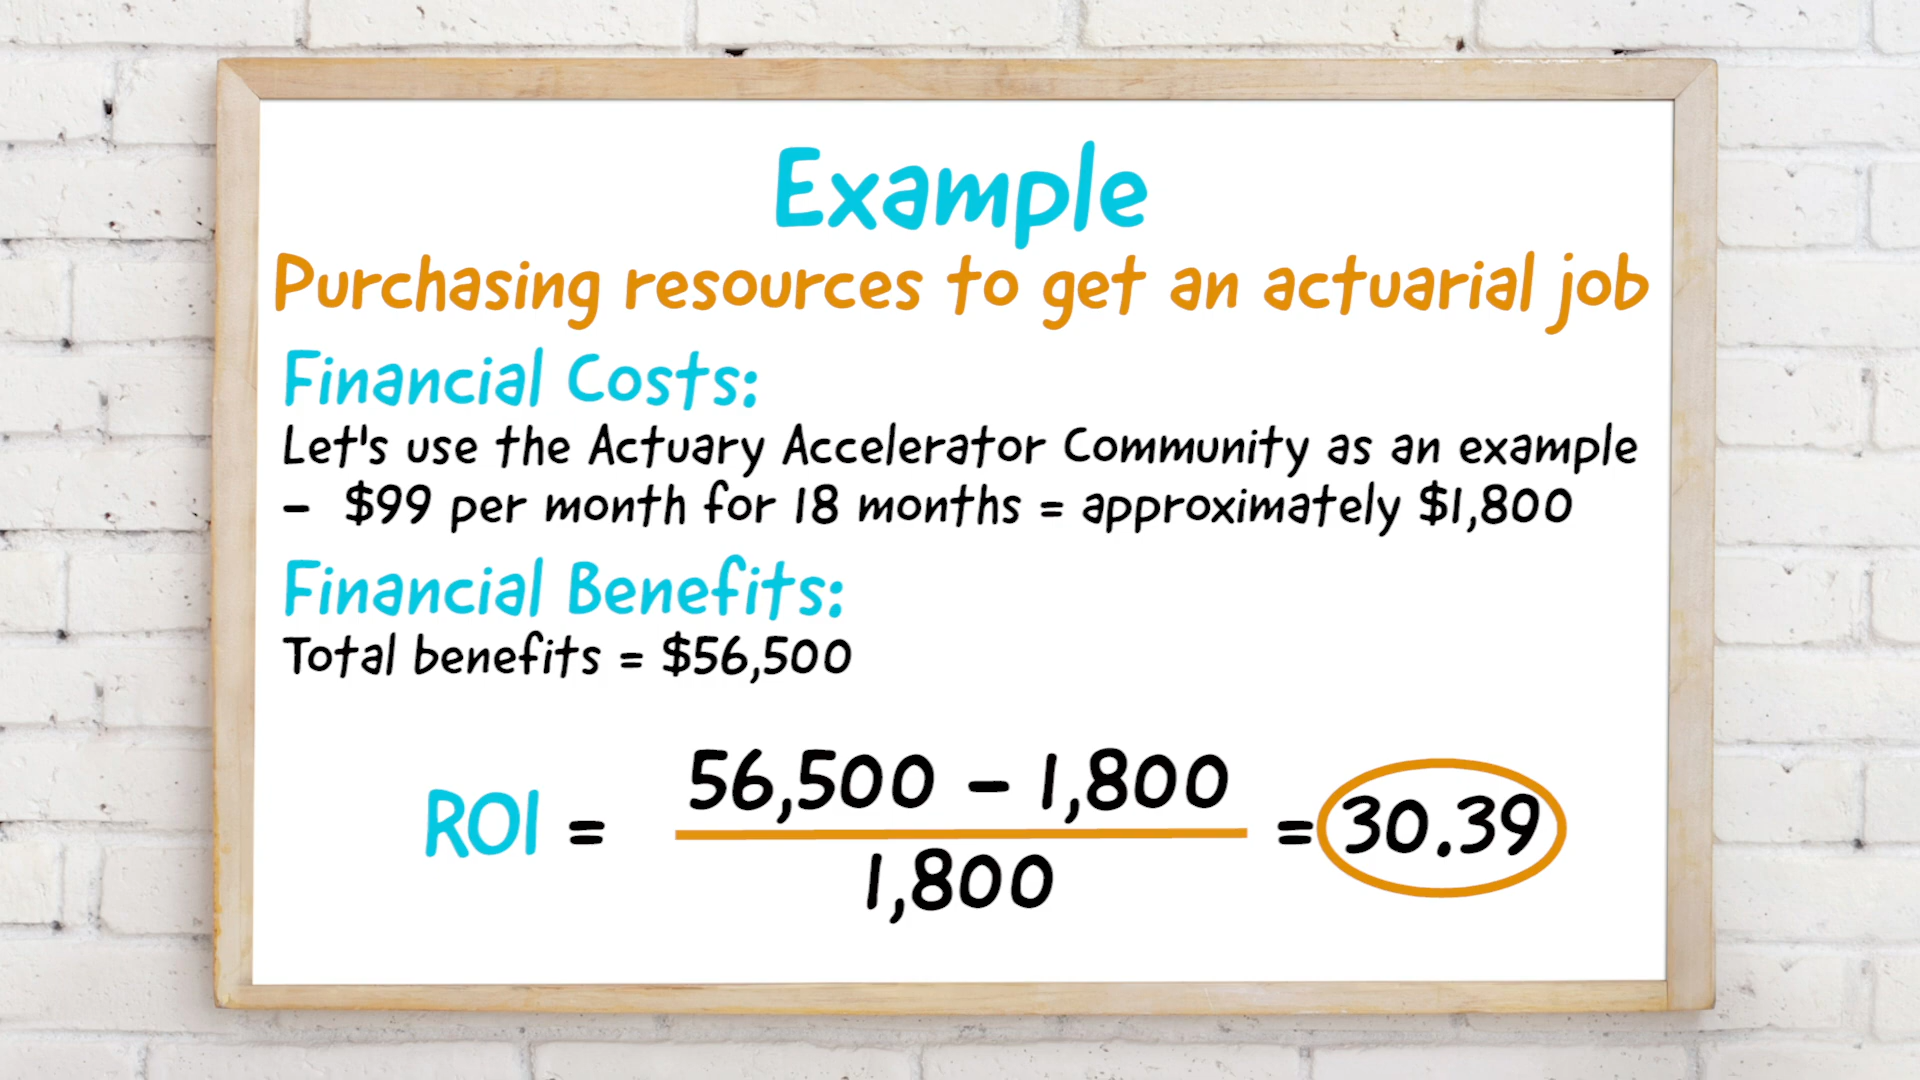 Example
Purchasing resources to get an actuarial job
Financial Costs:
Let's use the Actuary Accelerator Community as an example
- $99 per month for 18 months = approximately $1,800
Financial Benefits:
Total benefits = $56,500
ROI = 56,500 - 1,800 = 30.39
1,800